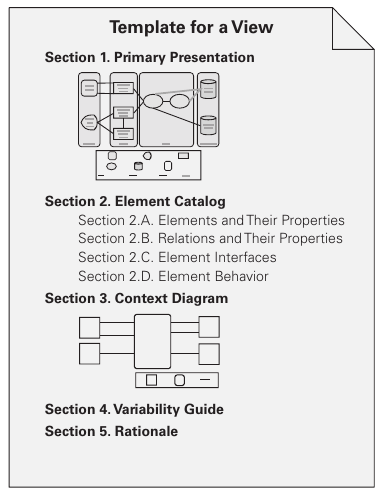 Template for a View
Section 1. Primary Presentation
Section 2. Element Catalog
Section 2.A. Elements and Their Properties
Section 2.B. Relations and Their Properties
Section 2.C. Element Interfaces
Section 2.D. Element Behavior
Section 3. Context Diagram
Section 4. Variability Guide
Section 5. Rationale